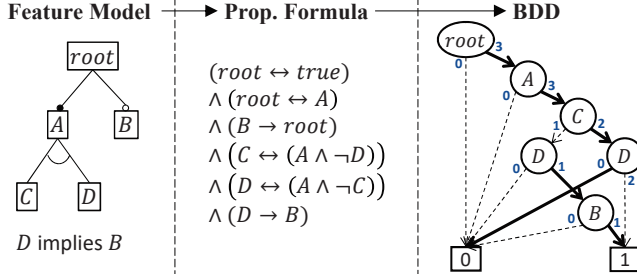 Feature Model
Prop. Formula
BDD
root
A
B
C
D
D implies B
(root ↔ true)
∧ (root ↔ A)
∧ (B → root)
∧ (C ↔ (A ∧ ¬D))
∧ (D ↔ (A ∧ ¬C))
∧ (D → B)
root
0
3
A
0
3
C
1
2
D
0
1
D
0
2
B
0
1
0
1